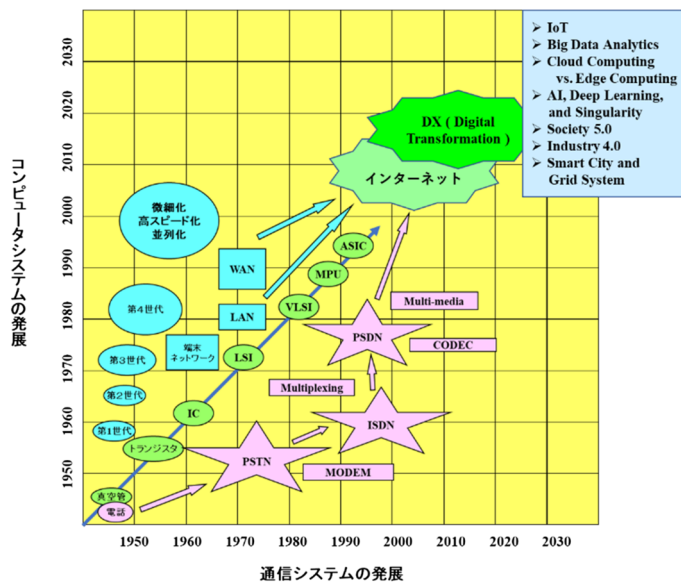 2040
2030
2020
2010
2000
1990
1980
1970
1960
1950
コンピュータシステムの発展
IoT
Big Data Analytics
Cloud Computing
vs. Edge Computing
AI, Deep Learning,
and Singularity
Society 5.0
Industry 4.0
Smart City and
Grid System
DX ( Digital
Transformation )
インターネット
微細化
高スピード化
並列化
WAN
ASIC
MPU
第4世代
LAN
VLSI
Multi-media
端末
ネットワーク
PSDN
CODEC
第3世代
LSI
第2世代
Multiplexing
IC
第1世代
ISDN
トランジスタ
PSTN
MODEM
真空管
電話
1950
1960
1970
1980
1990
2000
2010
2020
2030
通信システムの発展